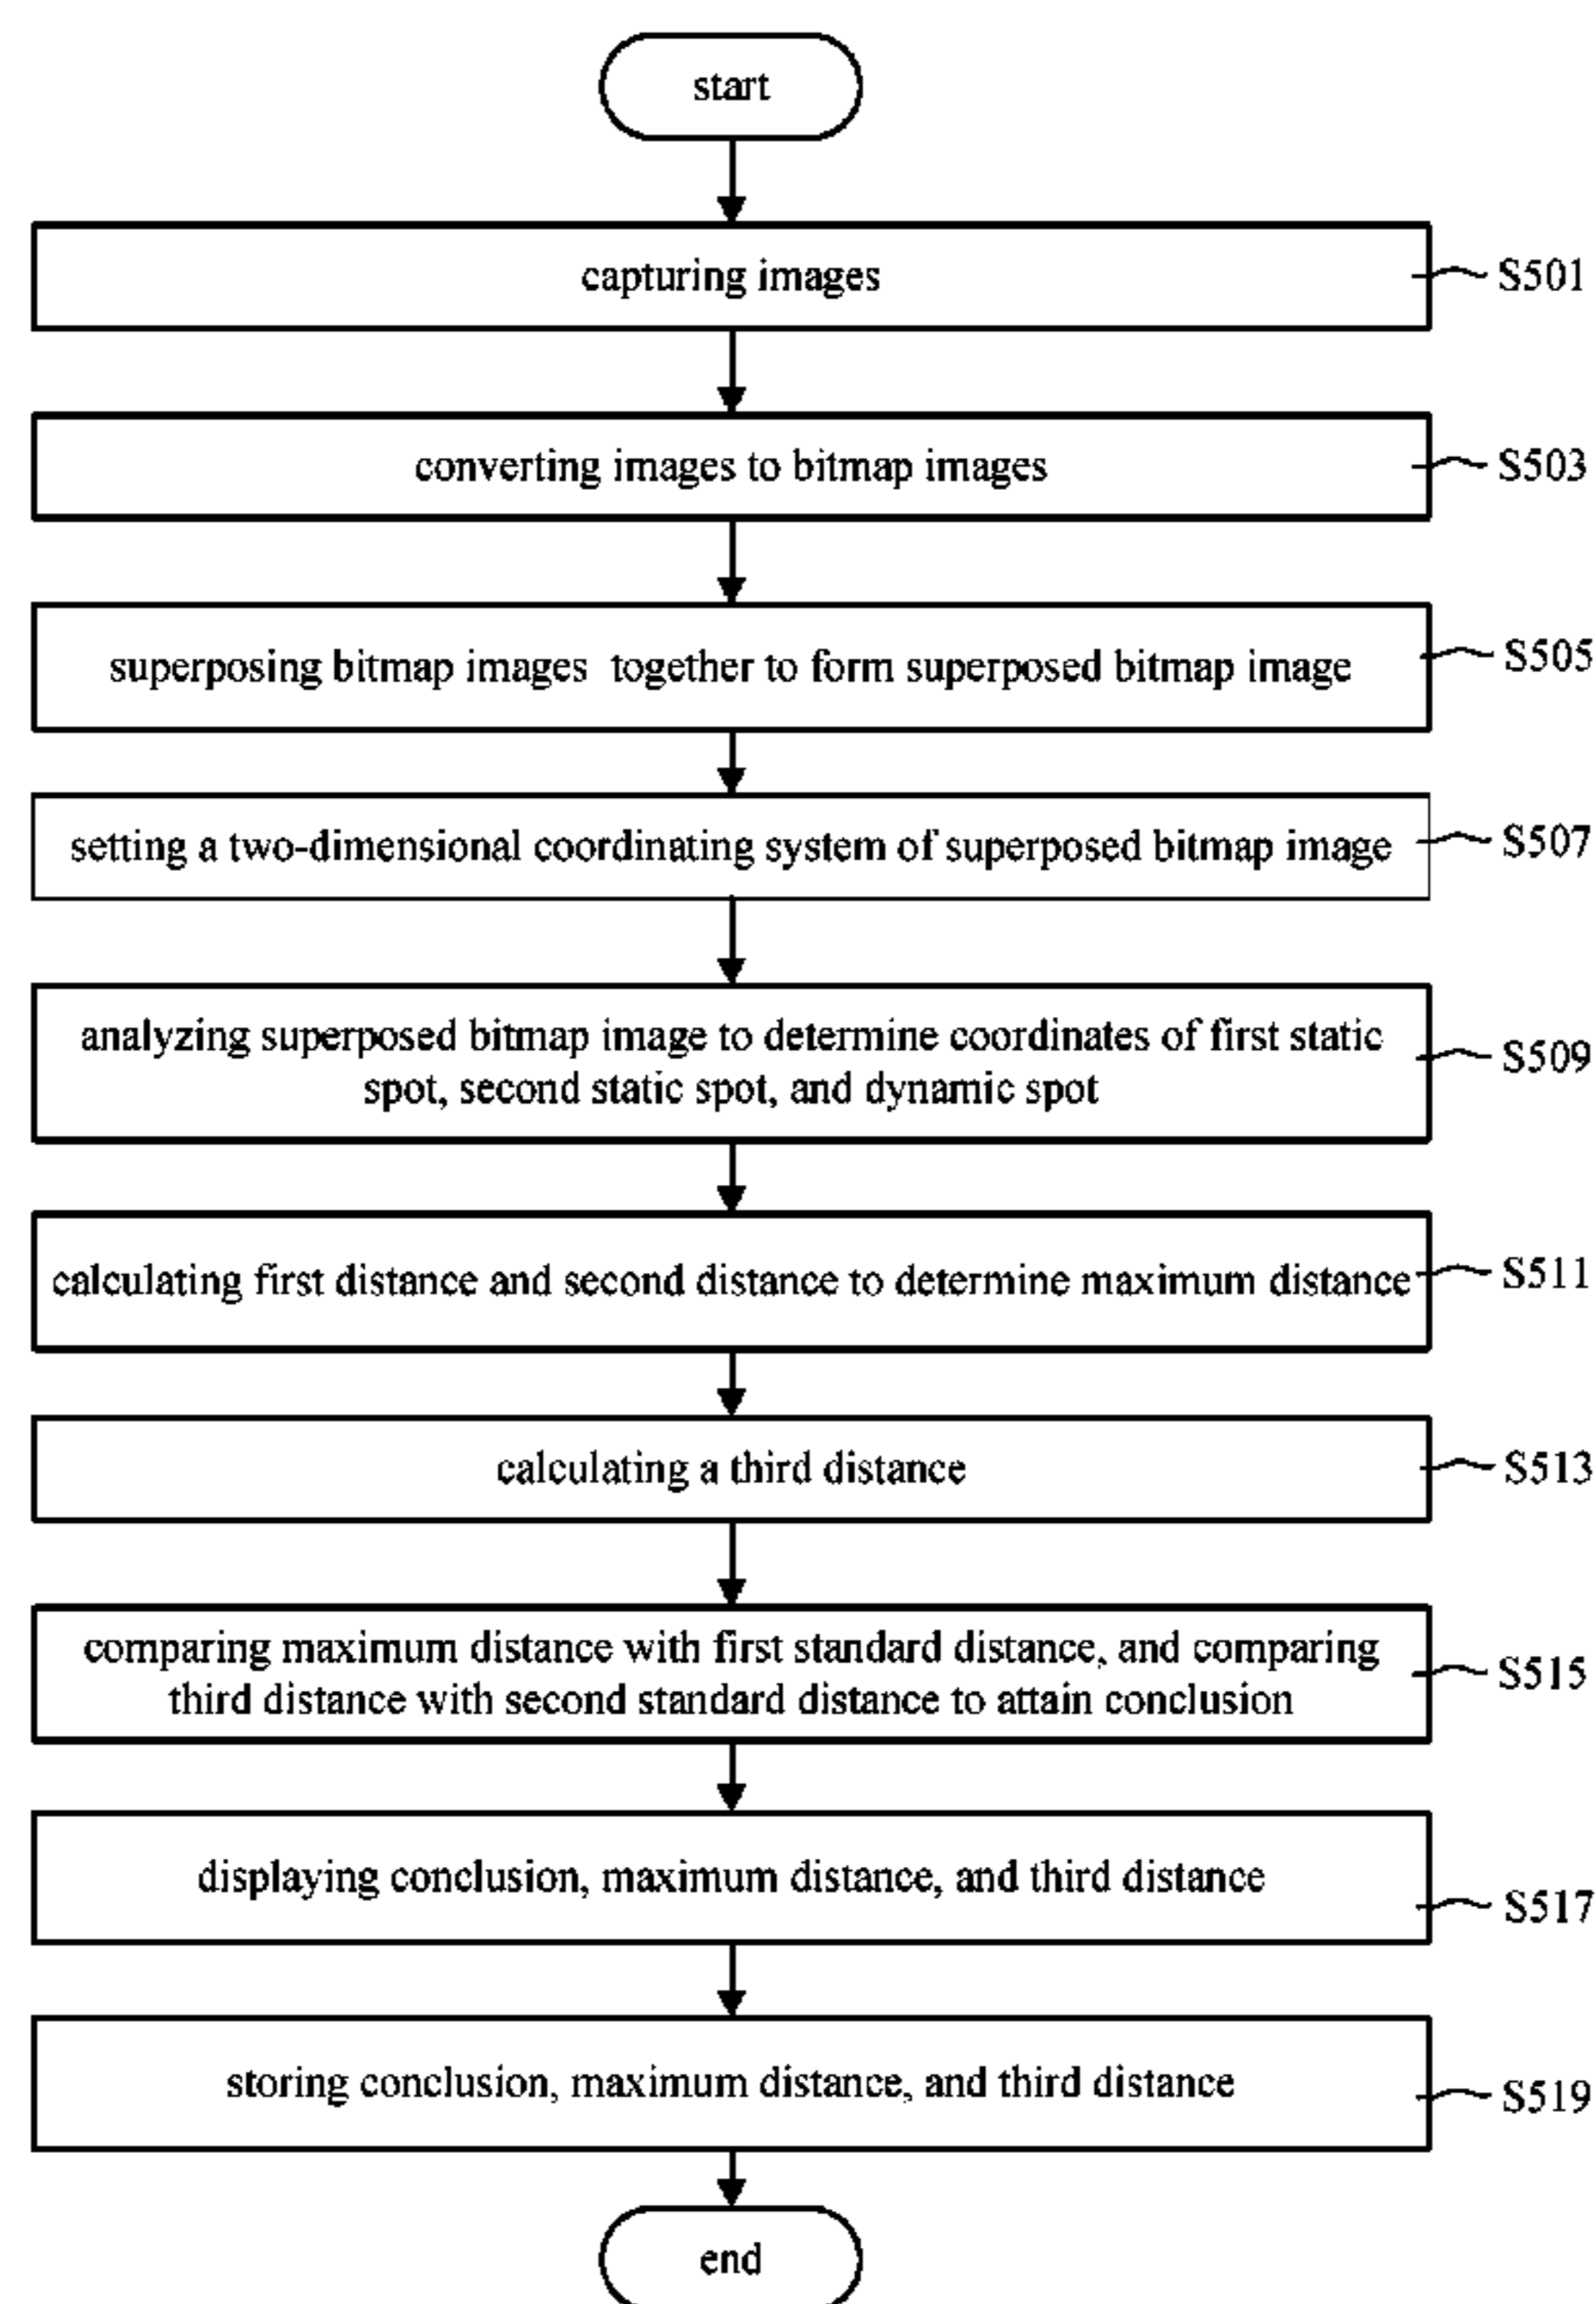 start
capturing images
S501
converting images to bitmap images
S503
superposing bitmap images together to form superposed bitmap image
S505
setting a two-dimensional coordinating system of superposed bitmap image
S507
analyzing superposed bitmap image to determine coordinates of first static
spot, second static spot, and dynamic spot
S509
calculating first distance and second distance to determine maximum distance
S511
calculating a third distance
S513
comparing maximum distance with first standard distance, and comparing
third distance with second standard distance to attain conclusion
S515
displaying conclusion, maximum distance, and third distance
S517
storing conclusion, maximum distance, and third distance
S519
end